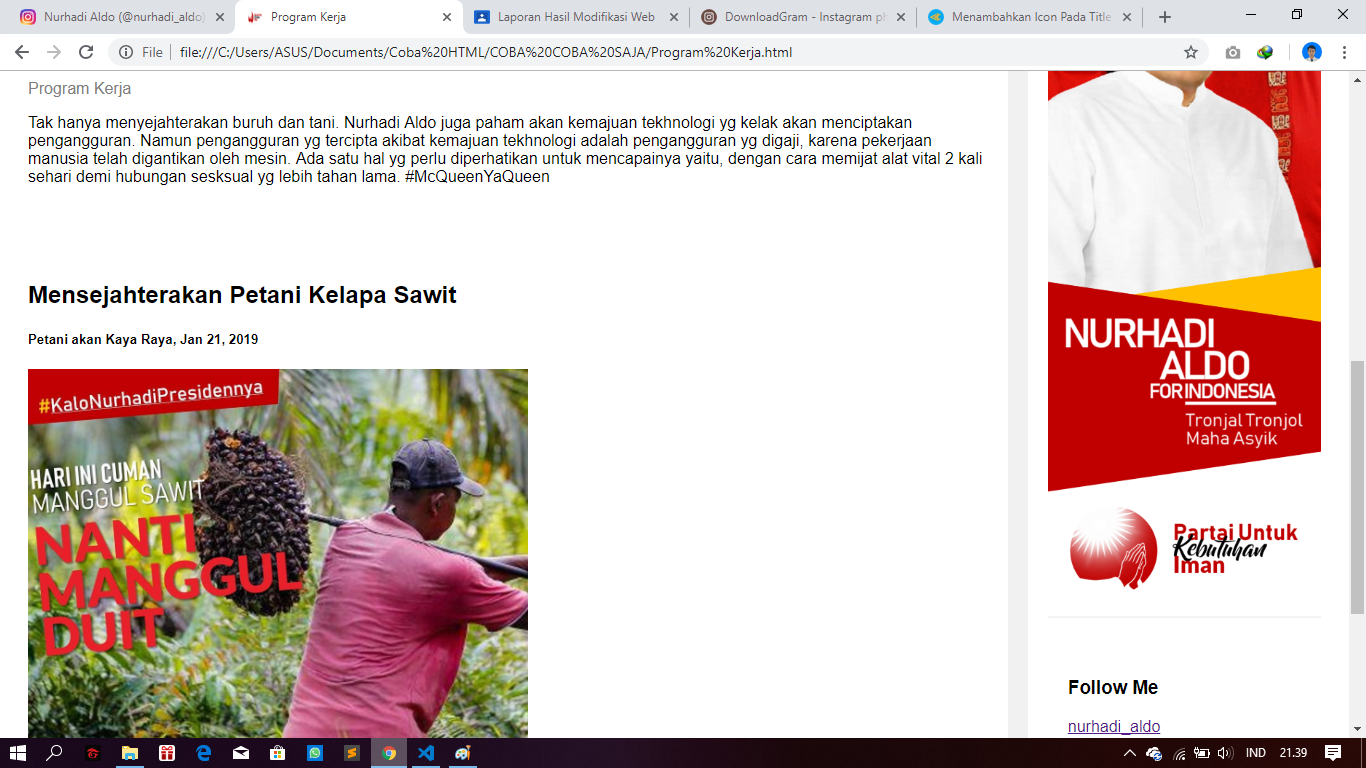 Nurhadi Aldo (@nurhadi_aldo)
Program Kerja
Laporan Hasil Modifikasi Web
DownloadGram - Instagram ph
Menambahkan Icon Pada Title
File
file:///C:/Users/ASUS/Documents/Coba%20HTML/COBA%20COBA%20SAJA/Program%20Kerja.html
Program Kerja
Tak hanya menyejahterakan buruh dan tani. Nurhadi Aldo juga paham akan kemajuan tekhnologi yg kelak akan menciptakan
pengangguran. Namun pengangguran yg tercipta akibat kemajuan tekhnologi adalah pengangguran yg digaji, karena pekerjaan
manusia telah digantikan oleh mesin. Ada satu hal yg perlu diperhatikan untuk mencapainya yaitu, dengan cara memijat alat vital 2 kali
sehari demi hubungan sesksual yg lebih tahan lama. #McQueenYaQueen
Mensejahterakan Petani Kelapa Sawit
Petani akan Kaya Raya, Jan 21, 2019
#KaloNurhadiPresidennya
HARI INI CUMAN
MANGGUL SAWIT
NANTI
MANGGUL
DUIT
NURHADI
ALDO
FOR INDONESIA
Tronjal Tronjol
Maha Asyik
Partai Untuk
Kebutuhan
Iman
Follow Me
nurhadi_aldo
IND
21.39